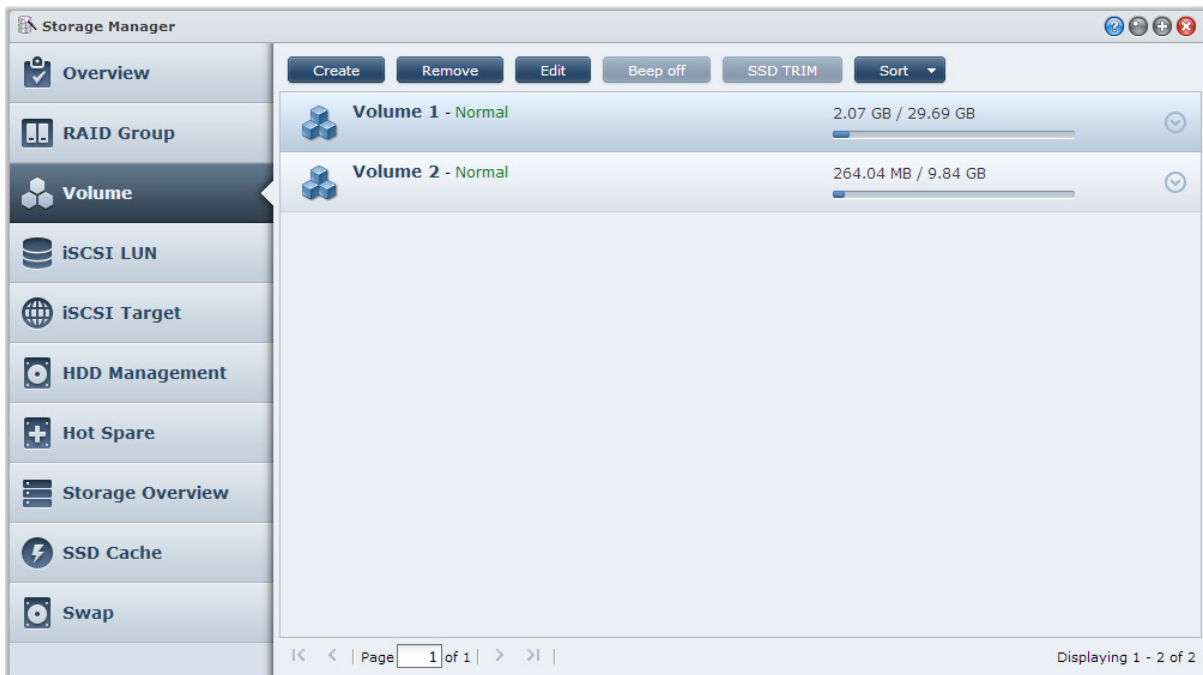 Storage Manager
Overview
RAID Group
Volume
iSCSI LUN
iSCSI Target
HDD Management
Hot Spare
Storage Overview
SSD Cache
Swap
Create Remove Edit Beep off SSD TRIM Sort
Volume 1 - Normal 2.07 GB / 29.69 GB
Volume 2 - Normal 264.04 MB / 9.84 GB
Page 1 of 1 Displaying 1 - 2 of 2